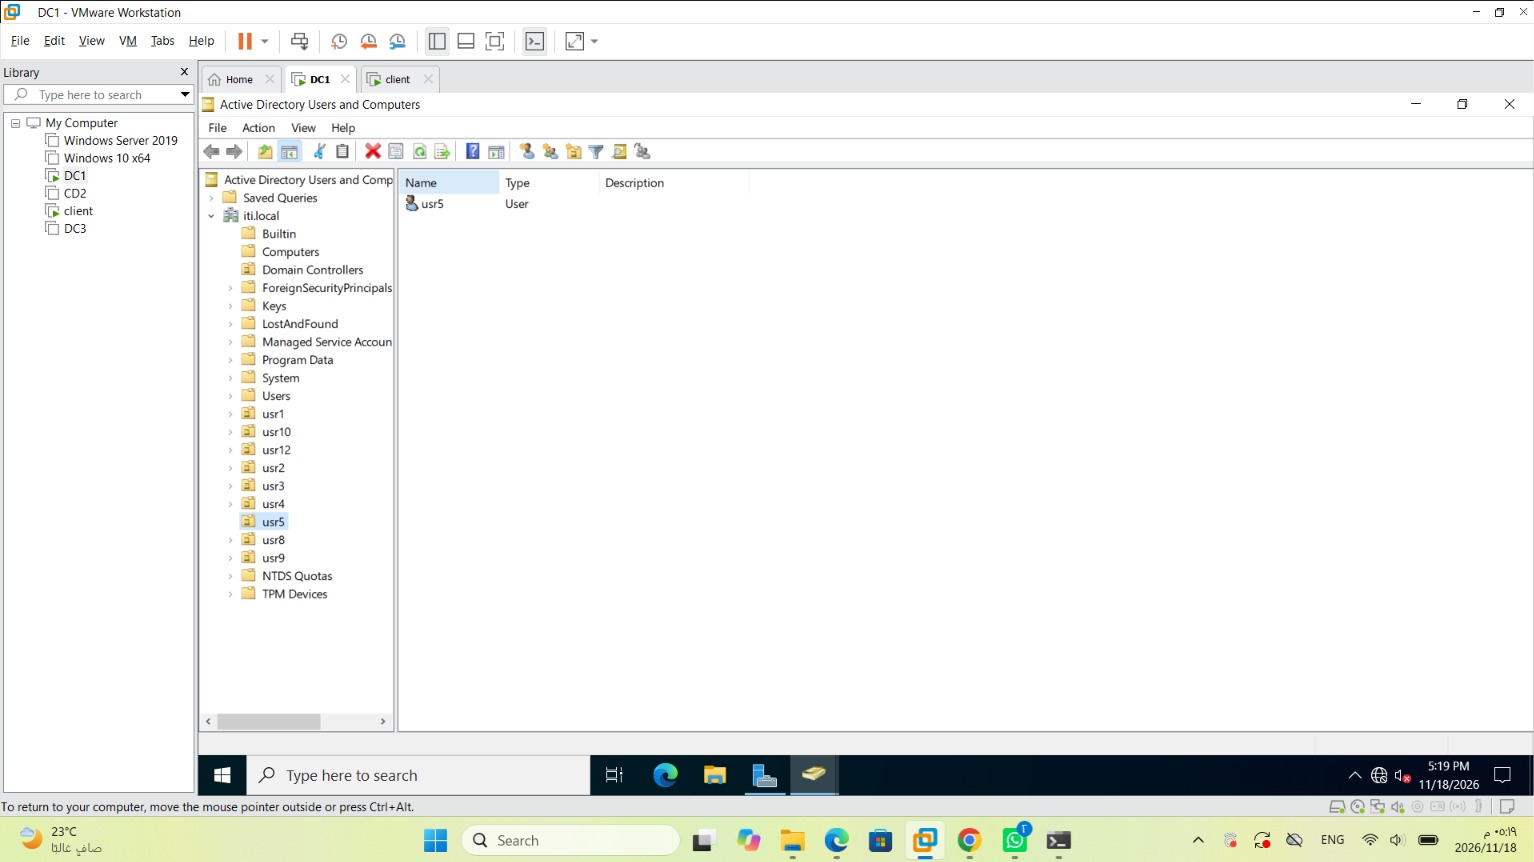 DC1 - VMware Workstation
File Edit View VM Tabs Help
Library
Type here to search
Home DC1 client
My Computer
Windows Server 2019
Windows 10 x64
DC1
CD2
client
DC3
Active Directory Users and Computers
File Action View Help
Active Directory Users and Comp
Saved Queries
iti.local
Builtin
Computers
Domain Controllers
ForeignSecurityPrincipals
Keys
LostAndFound
Managed Service Accoun
Program Data
System
Users
usr1
usr10
usr12
usr2
usr3
usr4
usr5
usr8
usr9
NTDS Quotas
TPM Devices
Name Type Description
usr5 User
Type here to search
5:19 PM
11/18/2026
To return to your computer, move the mouse pointer outside or press Ctrl+Alt.
23°C
صافٍ غالبًا
Search
٢
ENG
٠٥:١٩ م
2026/11/18